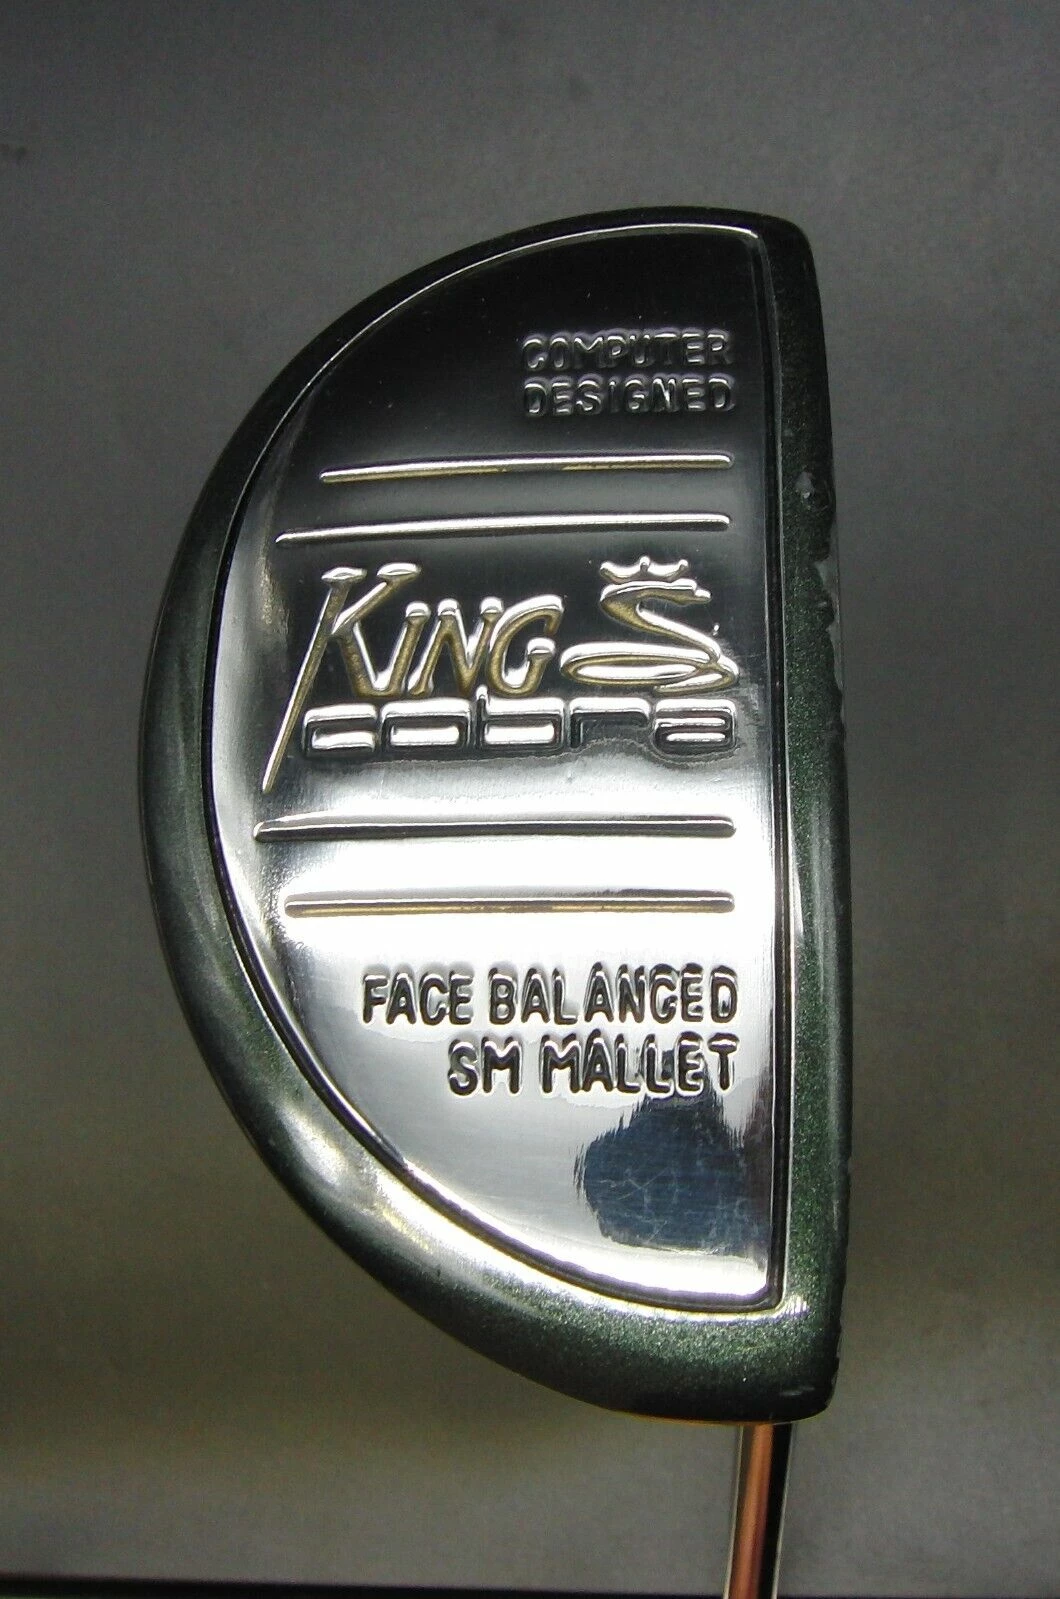 COMPUTER
DESIGNED
KING
cobra
FACE BALANCED
SM MALLET